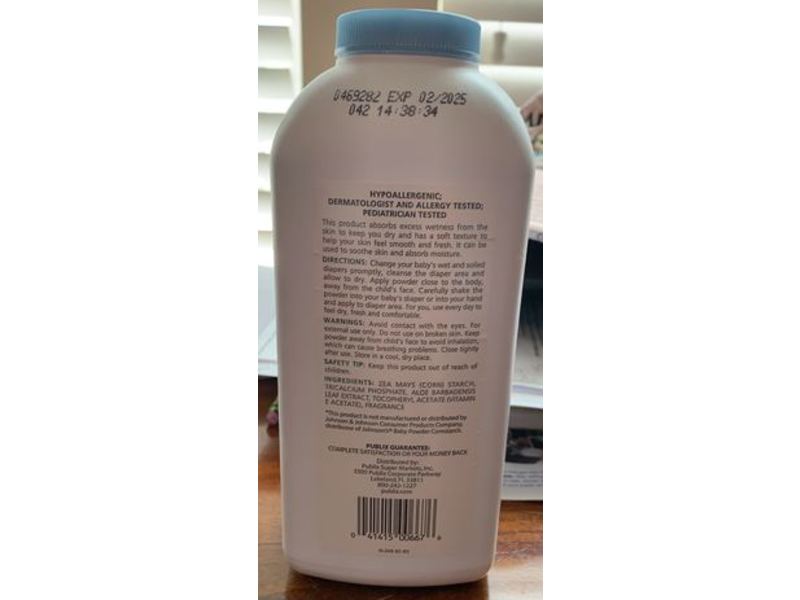 0469282 EXP 02/2025
042 14:38:34
HYPOALLERGENIC;
DERMATOLOGIST AND ALLERGY TESTED;
PEDIATRICIAN TESTED
This product absorbs excess wetness from the
skin to keep you dry and has a soft texture to
help your skin feel smooth and fresh. It can be
used to soothe skin and absorb moisture.
DIRECTIONS: Change your baby's wet and soiled
diapers promptly, cleanse the diaper area and
allow to dry. Apply powder close to the body,
away from the child's face. Carefully shake the
powder into your baby's diaper or into your hand
and apply to diaper area. For you, use every day to
feel dry, fresh and comfortable.
WARNINGS: Avoid contact with the eyes. For
external use only. Do not use on broken skin. Keep
powder away from child's face to avoid inhalation,
which can cause breathing problems. Close tightly
after use. Store in a cool, dry place.
SAFETY TIP: Keep this product out of reach of
children.
INGREDIENTS: ZEA MAYS (CORN) STARCH,
TRICALCIUM PHOSPHATE, ALOE BARBADENSIS
LEAF EXTRACT, TOCOPHERYL ACETATE (VITAMIN
E ACETATE), FRAGRANCE
*This product is not manufactured or distributed by
Johnson & Johnson Consumer Products Company,
distributor of Johnson's® Baby Powder Cornstarch.
PUBLIX GUARANTEE:
COMPLETE SATISFACTION OR YOUR MONEY BACK
Distributed by:
Publix Super Markets, Inc.
3300 Publix Corporate Parkway
Lakeland, FL 33811
800-242-1227
publix.com
0 41415 00667 6